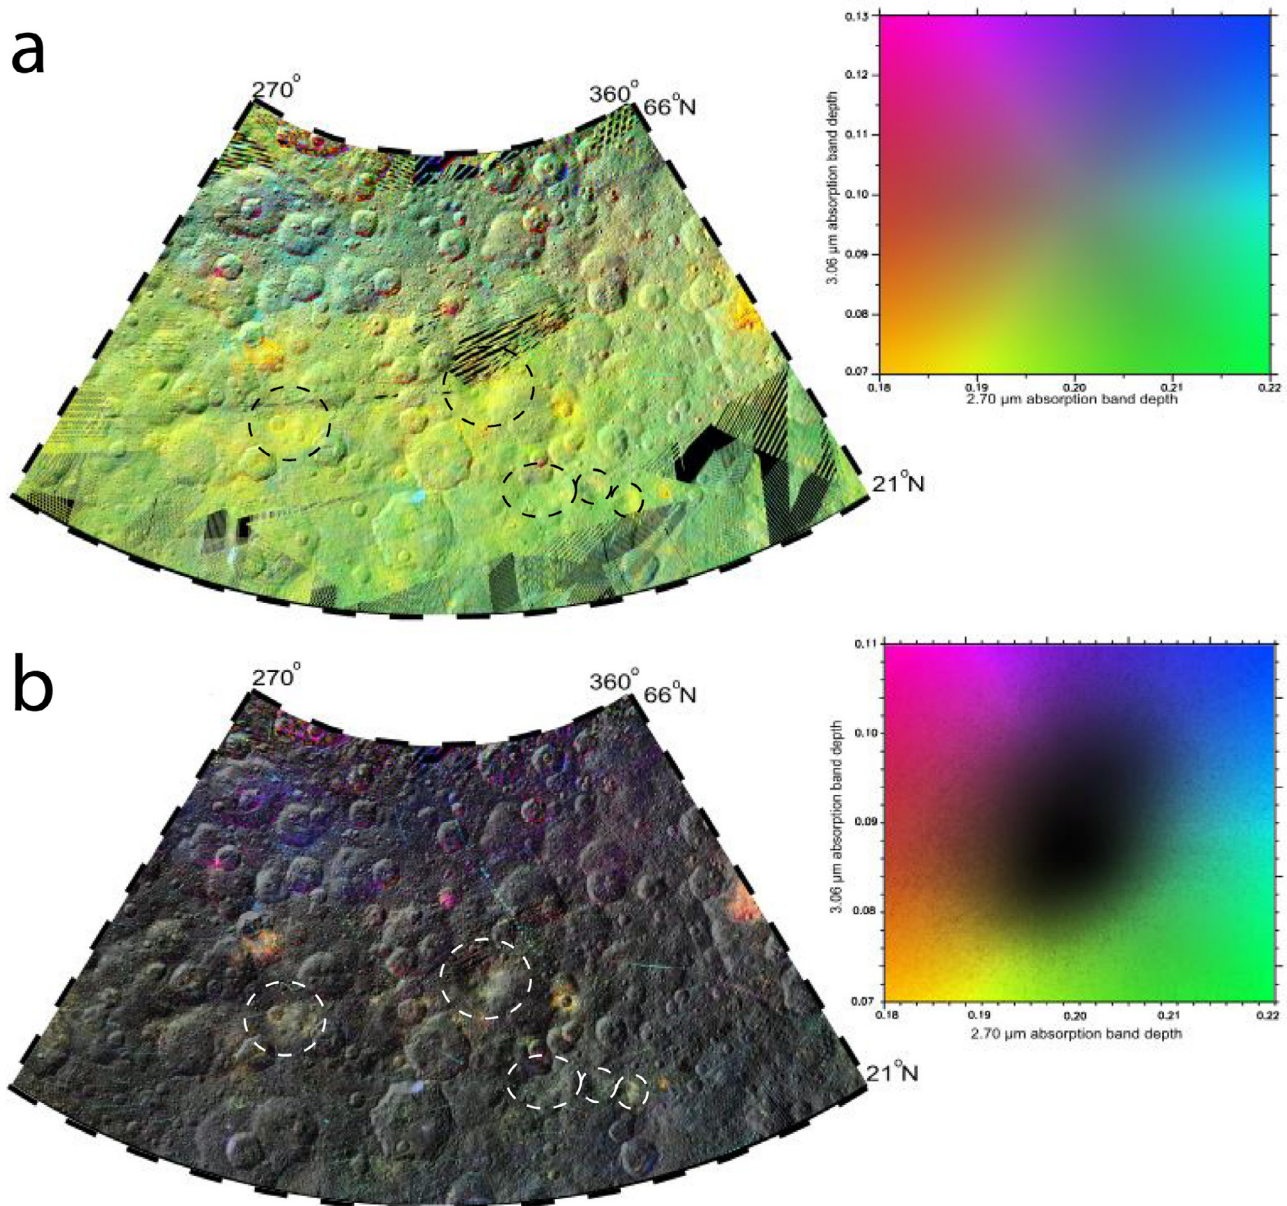 a
270°
360°
66°N
21°N
0.13
0.12
0.11
0.10
0.09
0.08
0.07
3.06 µm absorption band depth
0.18 0.19 0.20 0.21 0.22
2.70 µm absorption band depth
b
270°
360°
66°N
21°N
0.11
0.10
0.09
0.08
0.07
3.06 µm absorption band depth
0.18 0.19 0.20 0.21 0.22
2.70 µm absorption band depth